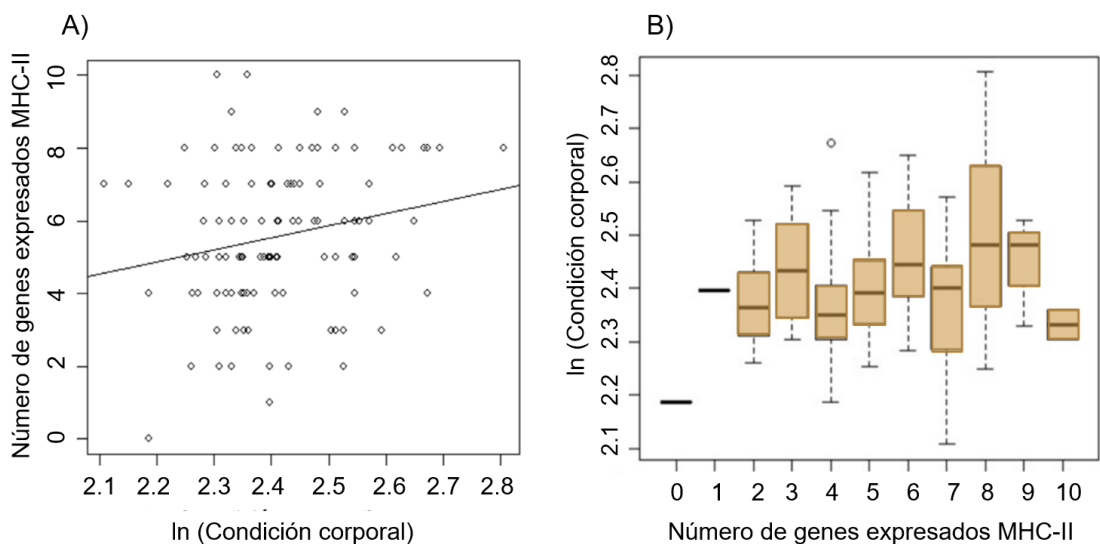 A)
Número de genes expresados MHC-II
10
8
6
4
2
0
2.1 2.2 2.3 2.4 2.5 2.6 2.7 2.8
ln (Condición corporal)
B)
ln (Condición corporal)
2.8
2.7
2.6
2.5
2.4
2.3
2.2
2.1
0 1 2 3 4 5 6 7 8 9 10
Número de genes expresados MHC-II